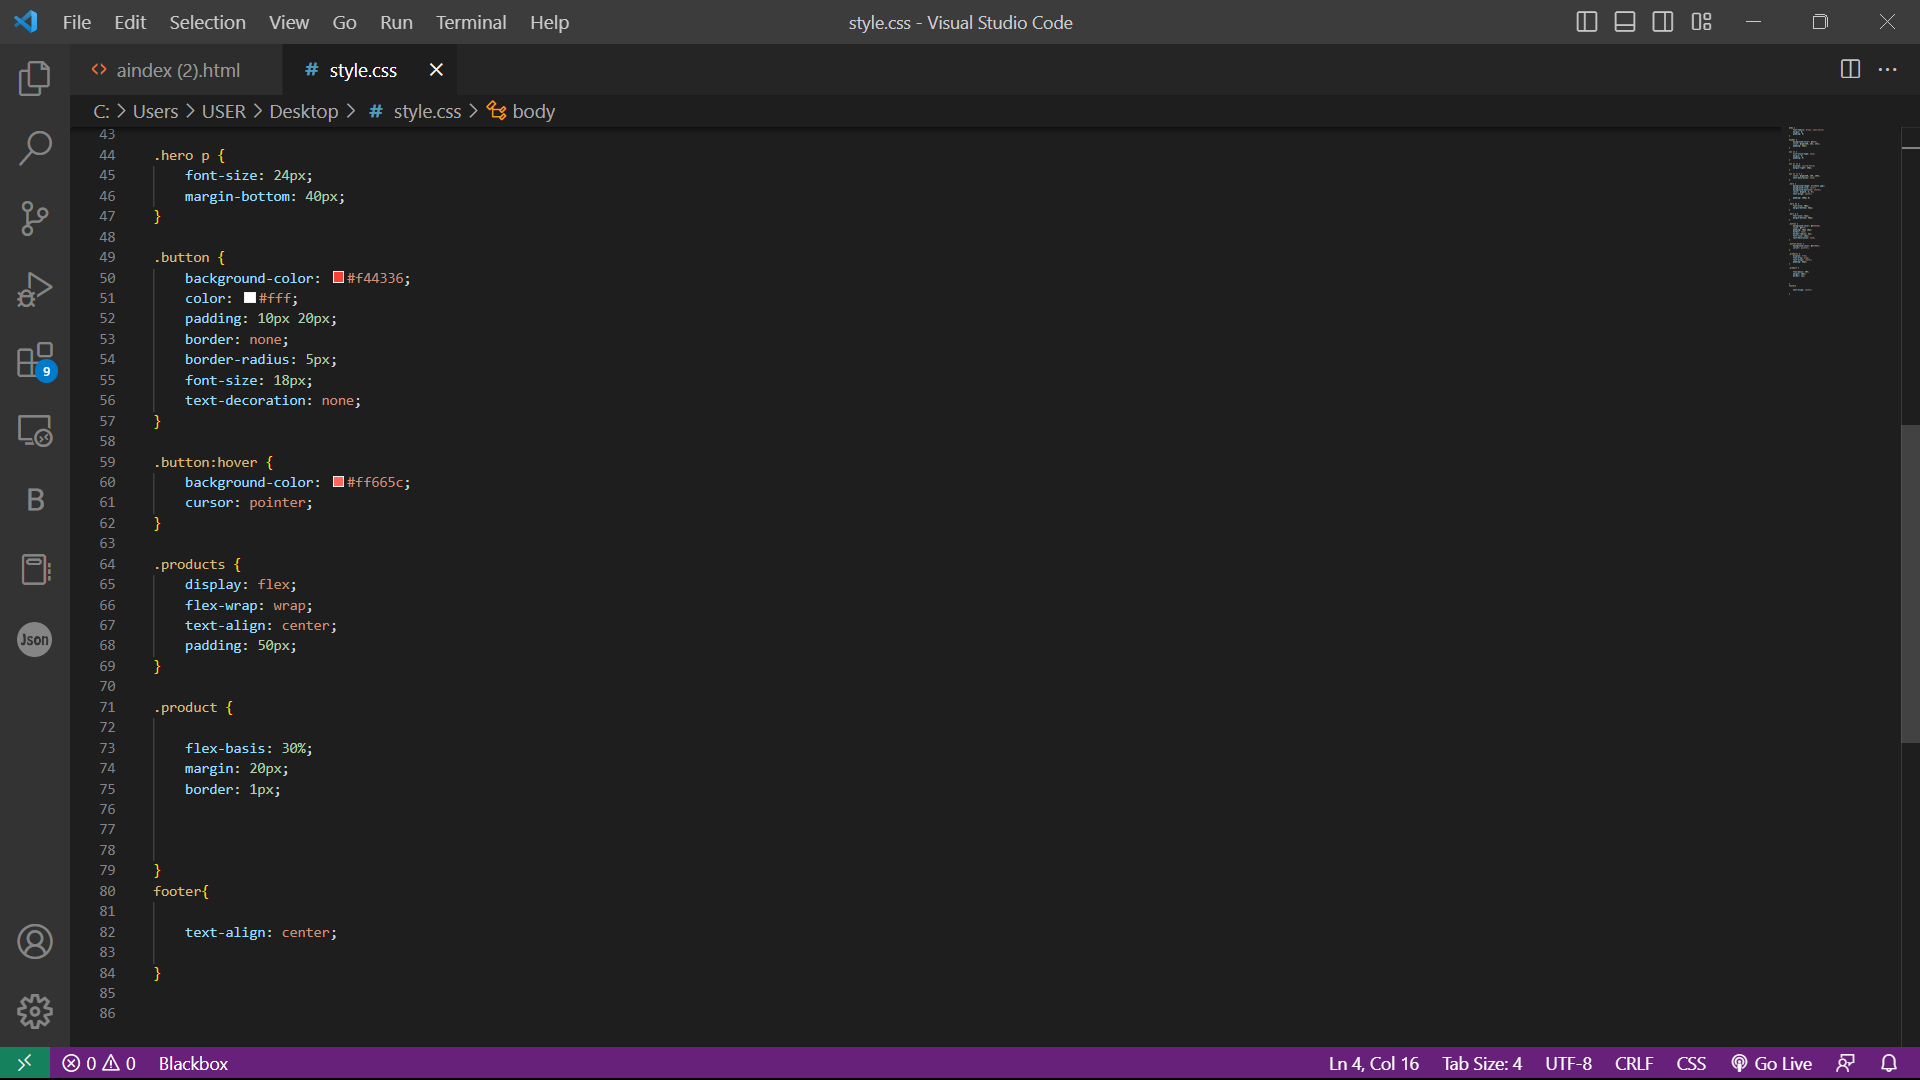 File Edit Selection View Go Run Terminal Help
style.css - Visual Studio Code
aindex (2).html
# style.css
C: > Users > USER > Desktop > # style.css > body
43
44 .hero p {
45     font-size: 24px;
46     margin-bottom: 40px;
47 }
48
49 .button {
50     background-color: #f44336;
51     color: #fff;
52     padding: 10px 20px;
53     border: none;
54     border-radius: 5px;
55     font-size: 18px;
56     text-decoration: none;
57 }
58
59 .button:hover {
60     background-color: #ff665c;
61     cursor: pointer;
62 }
63
64 .products {
65     display: flex;
66     flex-wrap: wrap;
67     text-align: center;
68     padding: 50px;
69 }
70
71 .product {
72
73     flex-basis: 30%;
74     margin: 20px;
75     border: 1px;
76
77
78
79 }
80 footer{
81
82     text-align: center;
83
84 }
85
86
9
B
Json
0 0 Blackbox
Ln 4, Col 16 Tab Size: 4 UTF-8 CRLF CSS Go Live